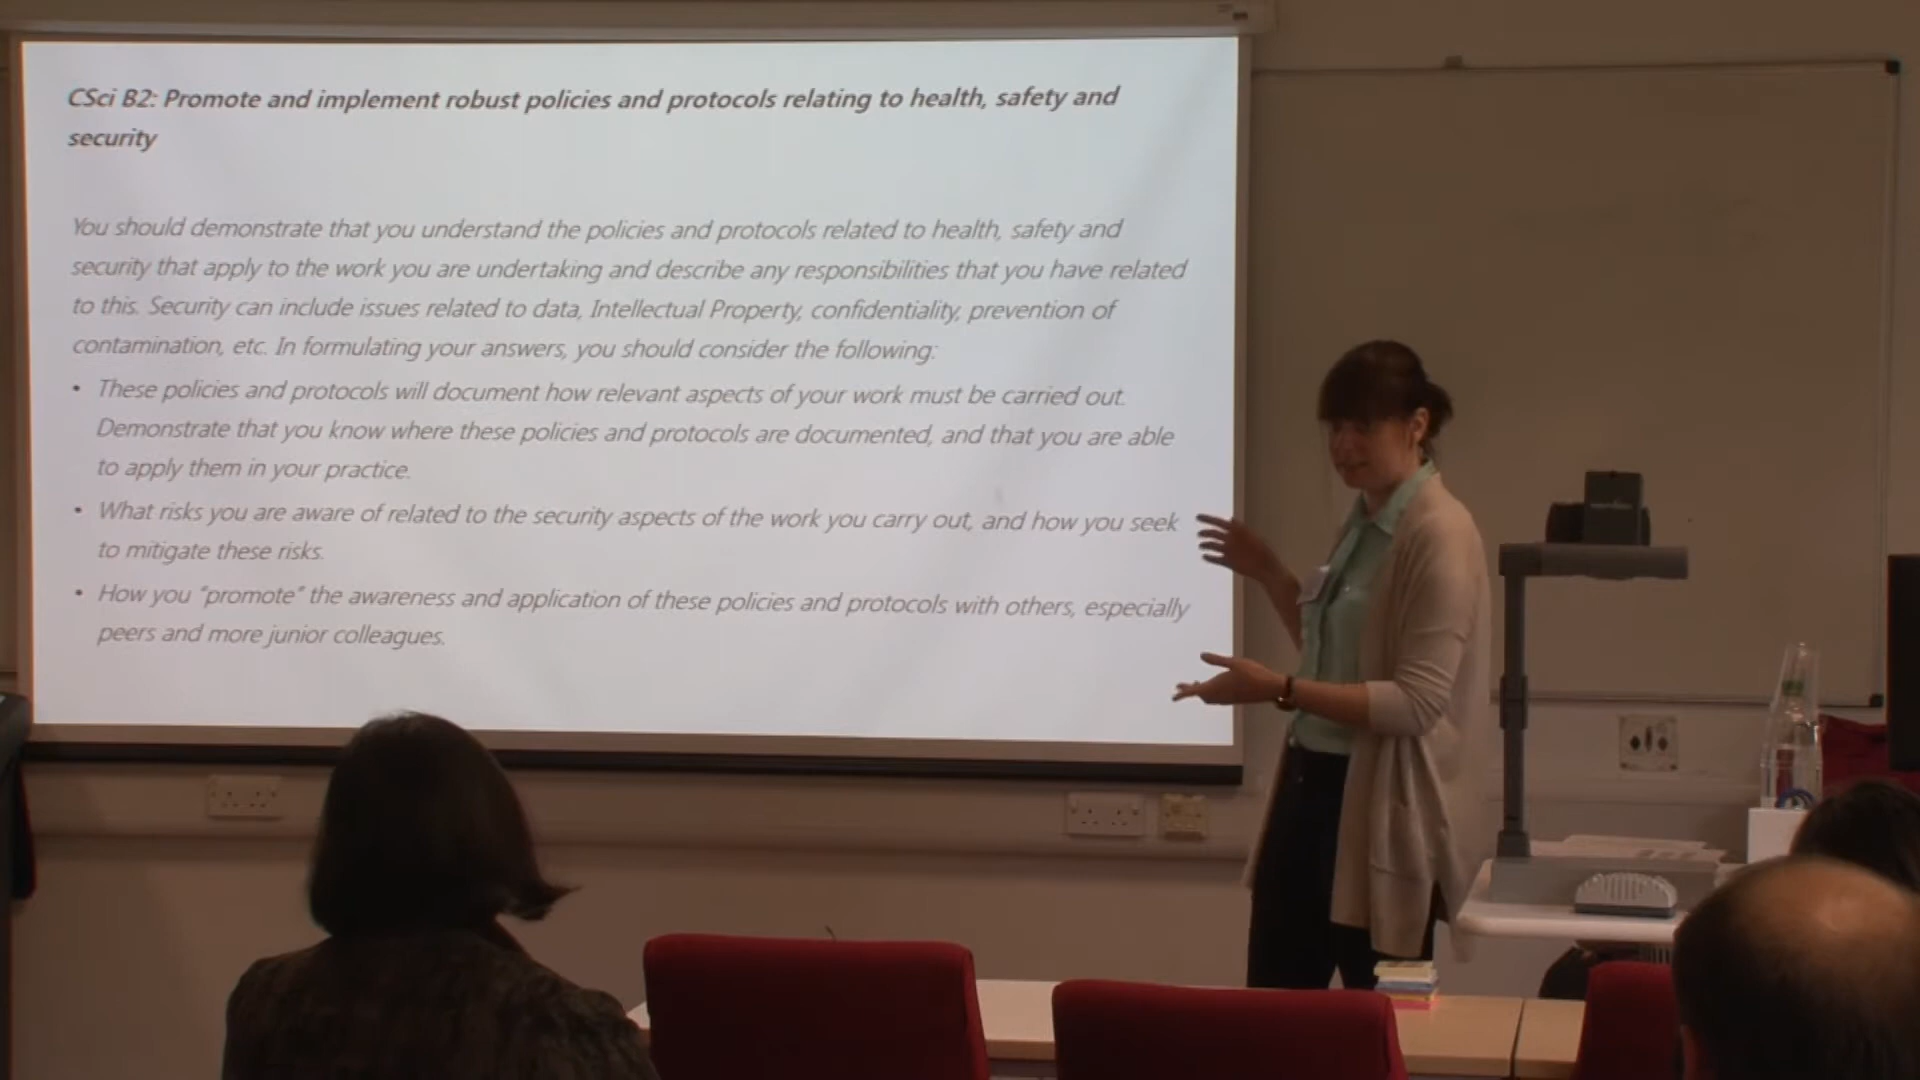 CSci B2: Promote and implement robust policies and protocols relating to health, safety and
security
You should demonstrate that you understand the policies and protocols related to health, safety and
security that apply to the work you are undertaking and describe any responsibilities that you have related
to this. Security can include issues related to data, Intellectual Property, confidentiality, prevention of
contamination, etc. In formulating your answers, you should consider the following:
• These policies and protocols will document how relevant aspects of your work must be carried out.
Demonstrate that you know where these policies and protocols are documented, and that you are able
to apply them in your practice.
• What risks you are aware of related to the security aspects of the work you carry out, and how you seek
to mitigate these risks.
• How you "promote" the awareness and application of these policies and protocols with others, especially
peers and more junior colleagues.